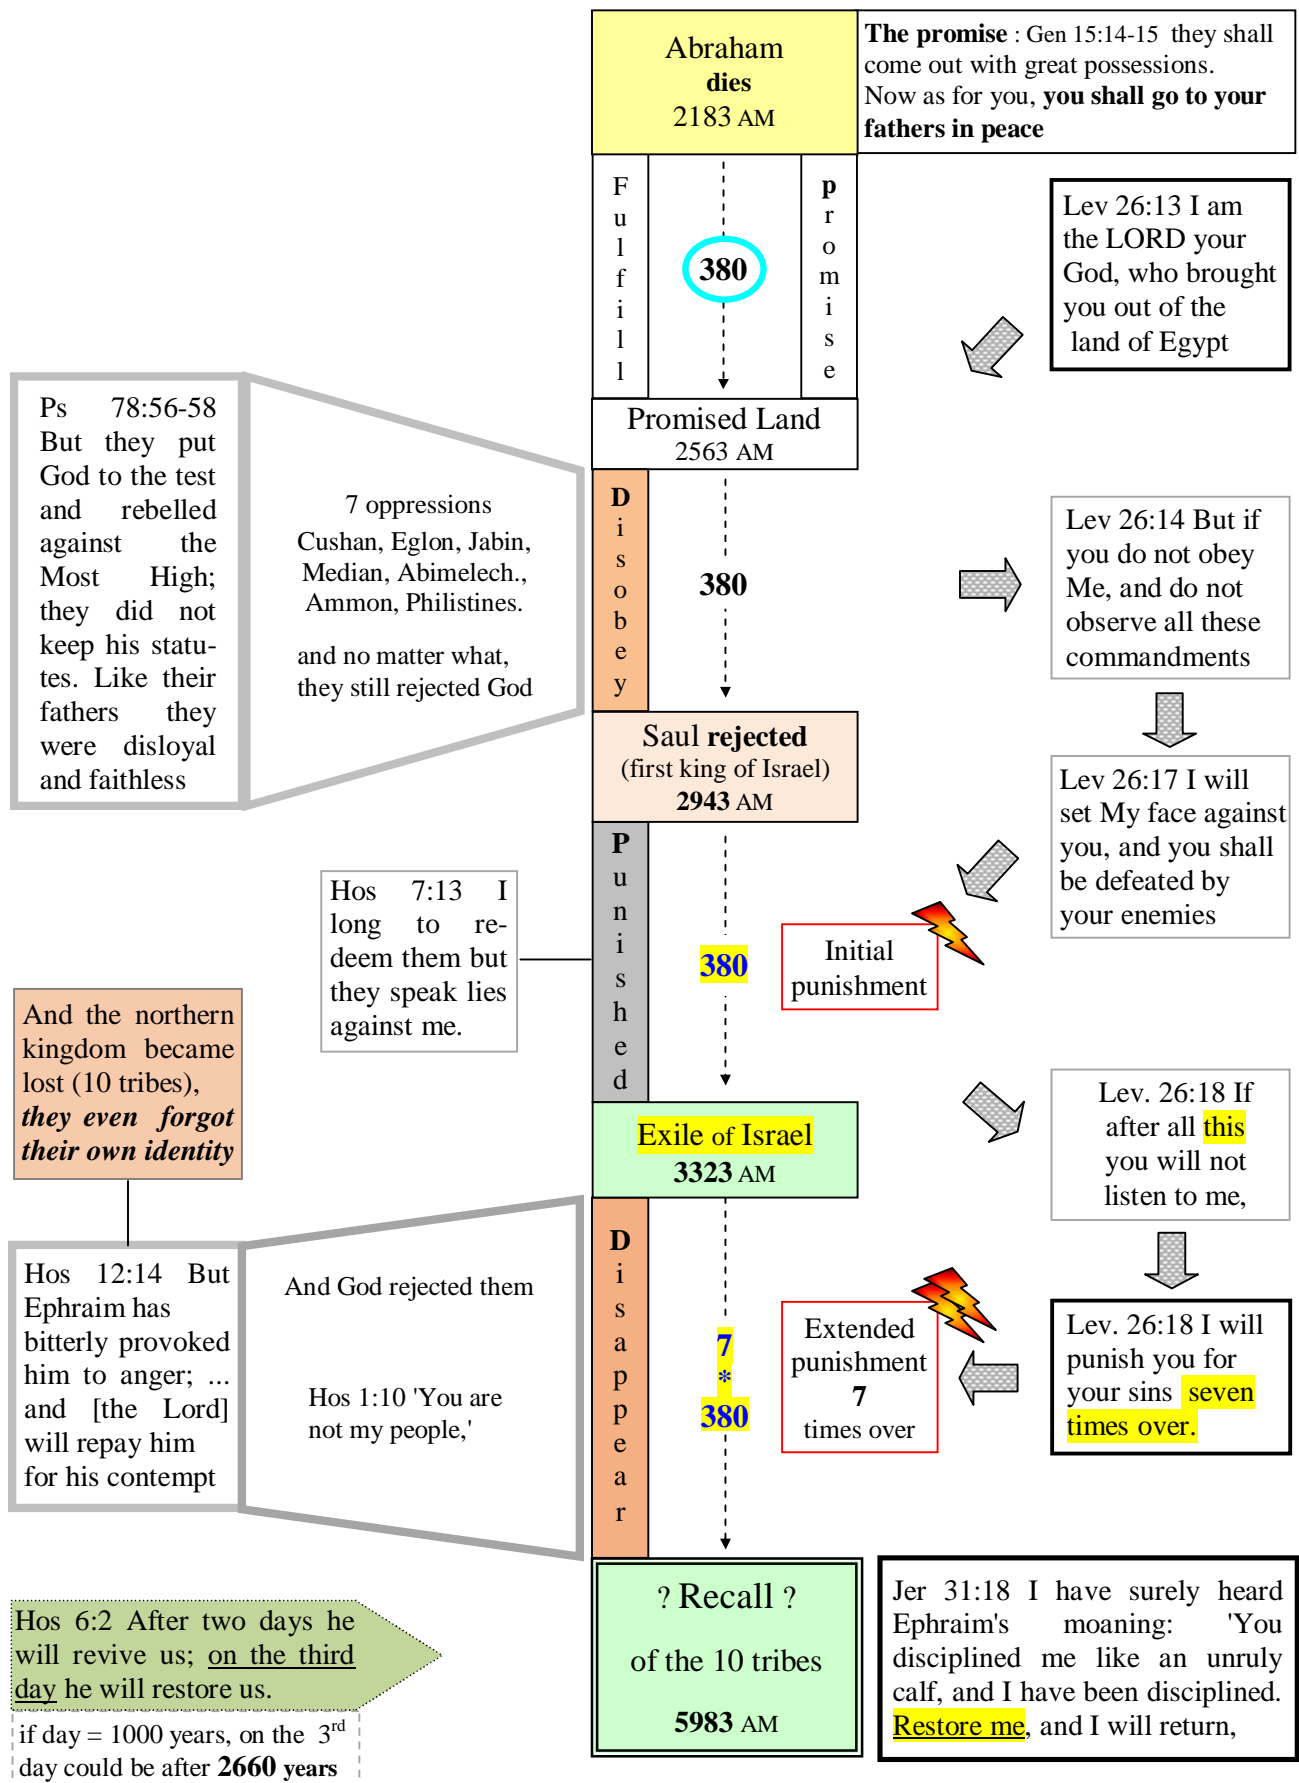 Abraham
dies
2183 AM
The promise : Gen 15:14-15 they shall
come out with great possessions.
Now as for you, you shall go to your
fathers in peace
Fulfill
380
promise
Lev 26:13 I am
the LORD your
God, who brought
you out of the
land of Egypt
Promised Land
2563 AM
Ps 78:56-58
But they put
God to the test
and rebelled
against the
Most High;
they did not
keep his statu-
tes. Like their
fathers they
were disloyal
and faithless
7 oppressions
Cushan, Eglon, Jabin,
Median, Abimelech.,
Ammon, Philistines.
and no matter what,
they still rejected God
Disobey
380
Lev 26:14 But if
you do not obey
Me, and do not
observe all these
commandments
Saul rejected
(first king of Israel)
2943 AM
Lev 26:17 I will
set My face against
you, and you shall
be defeated by
your enemies
Hos 7:13 I
long to re-
deem them but
they speak lies
against me.
Punished
380
Initial
punishment
And the northern
kingdom became
lost (10 tribes),
they even forgot
their own identity
Exile of Israel
3323 AM
Lev. 26:18 If
after all this
you will not
listen to me,
Hos 12:14 But
Ephraim has
bitterly provoked
him to anger; ...
and [the Lord]
will repay him
for his contempt
And God rejected them
Hos 1:10 'You are
not my people,'
Disappear
7
*
380
Extended
punishment
7
times over
Lev. 26:18 I will
punish you for
your sins seven
times over.
? Recall ?
of the 10 tribes
5983 AM
Jer 31:18 I have surely heard
Ephraim's moaning: 'You
disciplined me like an unruly
calf, and I have been disciplined.
Restore me, and I will return,
Hos 6:2 After two days he
will revive us; on the third
day he will restore us.
if day = 1000 years, on the 3rd
day could be after 2660 years